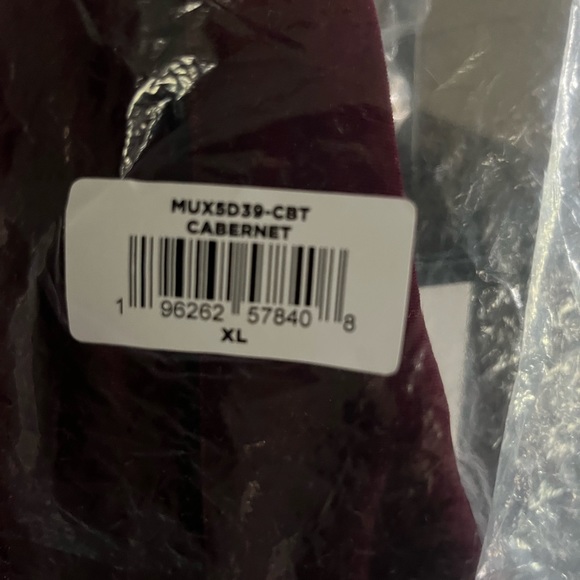 MUX5D39-CBT
CABERNET
1 96262 57840 8
XL